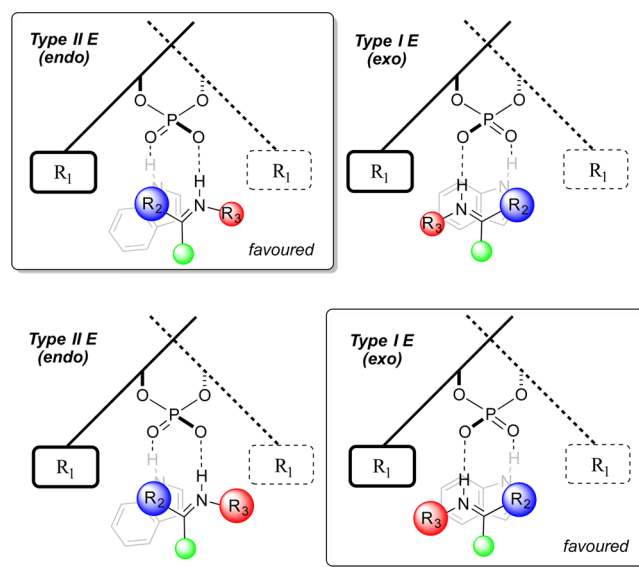 Type II E
(endo)
O
O
P
O
O
H
H
N
N
R1
R1
R2
R3
favoured
Type I E
(exo)
O
O
P
O
O
H
H
N
N
R1
R1
R2
R3
Type II E
(endo)
O
O
P
O
O
H
H
N
N
R1
R1
R2
R3
Type I E
(exo)
O
O
P
O
O
H
H
N
N
R1
R1
R2
R3
favoured